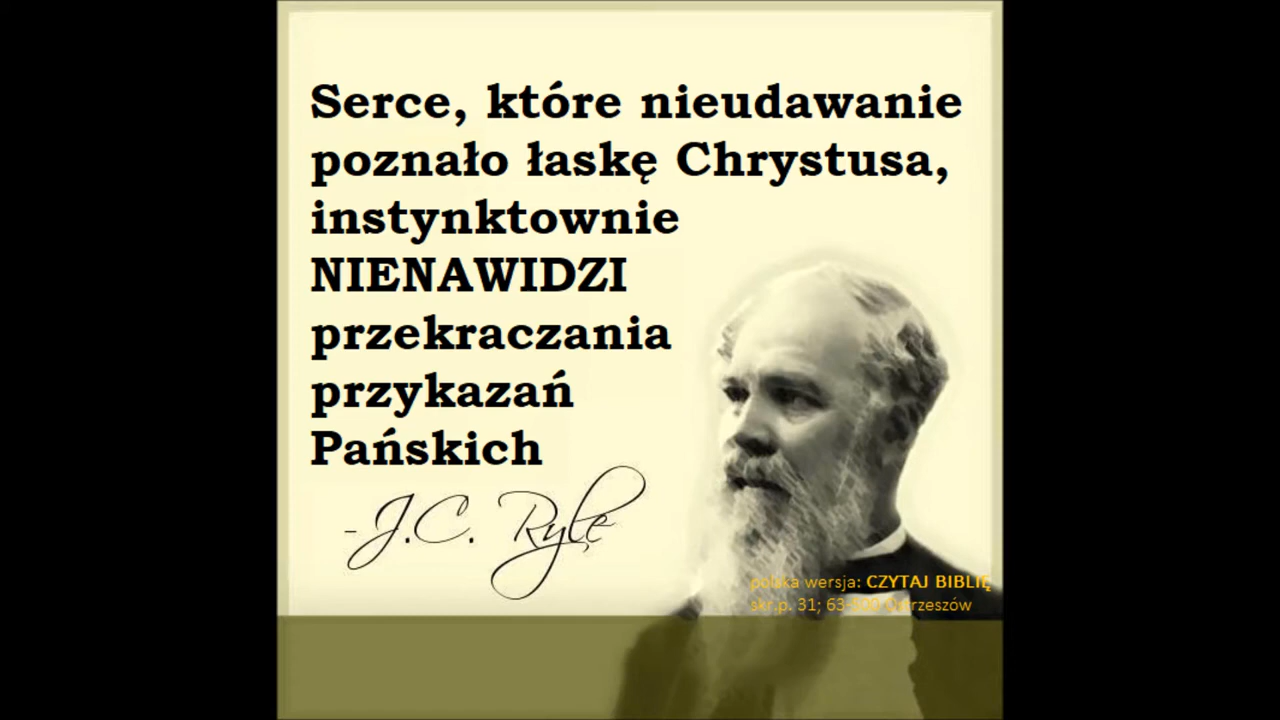 Serce, które nieudawanie
poznało łaskę Chrystusa,
instynktownie
NIENAWIDZI
przekraczania
przykazań
Pańskich
-J.C. Ryle
polska wersja: CZYTAJ BIBLIĘ
skr.p. 31; 63-500 Ostrzeszów